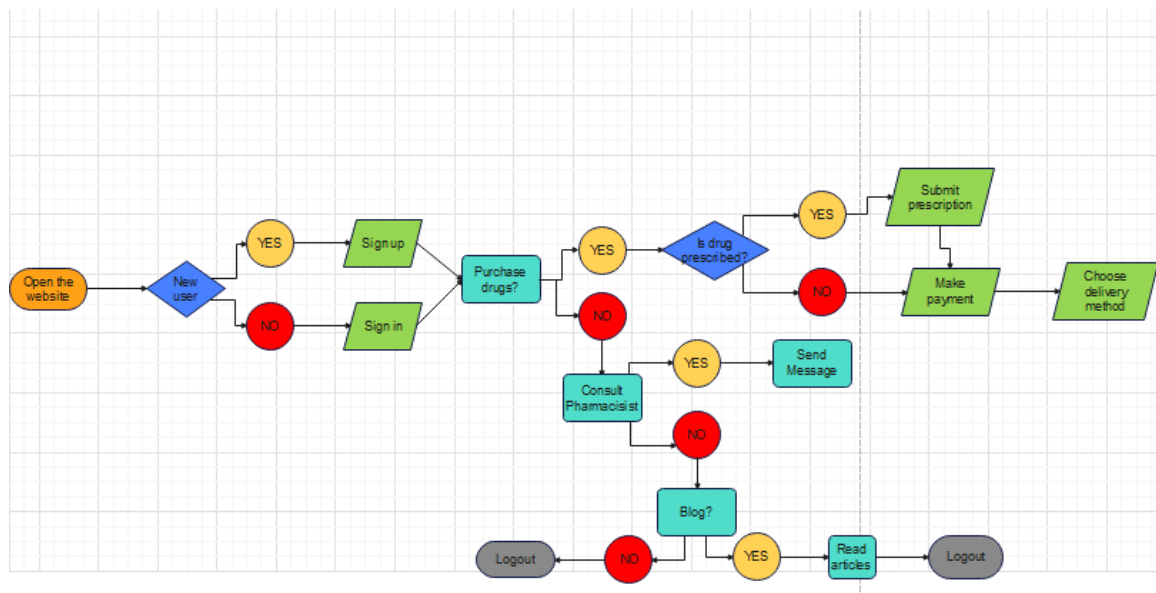 Open the
website
New
user
YES
NO
Sign up
Sign in
Purchase
drugs?
YES
NO
Is drug
prescribed?
YES
NO
Submit
prescription
Make
payment
Choose
delivery
method
Consult
Pharmacisist
YES
NO
Send
Message
Blog?
NO
Logout
YES
Read
articles
Logout